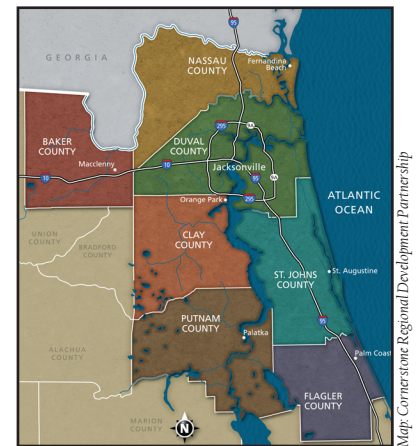 95
GEORGIA
NASSAU
COUNTY
Fernandina
Beach
BAKER
COUNTY
Macclenny
DUVAL
COUNTY
295
9A
10
10
Jacksonville
95
9A
295
Orange Park
ATLANTIC
OCEAN
UNION
COUNTY
BRADFORD
COUNTY
CLAY
COUNTY
ST. JOHNS
COUNTY
St. Augustine
PUTNAM
COUNTY
95
Palatka
ALACHUA
COUNTY
Palm Coast
FLAGLER
COUNTY
MARION
COUNTY
N
Cornerstone Regional Development Partnership